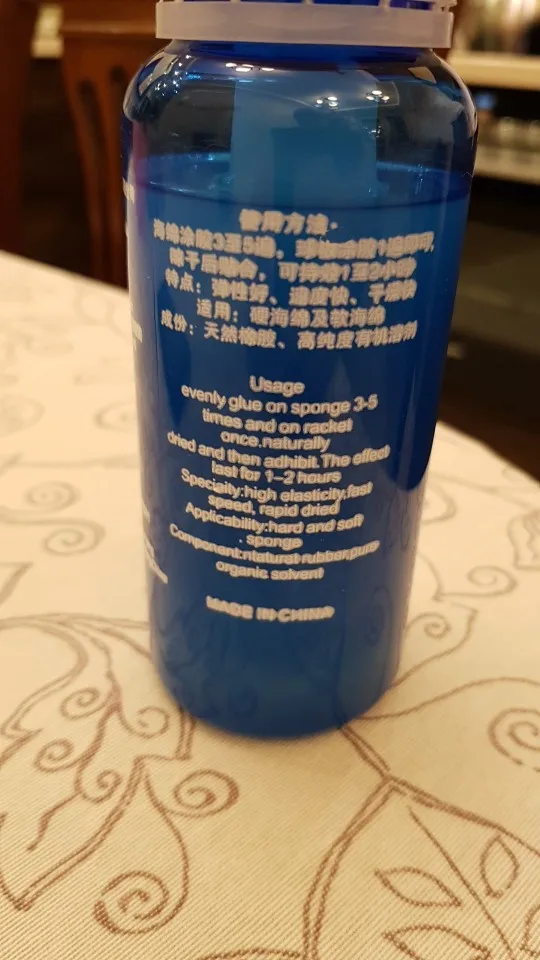 使用方法:
海绵涂胶3至5遍，球板涂胶1遍即可,
晾干后贴合，可持续1至2小时
特点：弹性好、速度快、干燥快
适用：硬海绵及软海绵
成份：天然橡胶、高纯度有机溶剂
Usage
evenly glue on sponge 3-5
times and on racket
once.naturally
dried and then adhibit.The effect
last for 1-2 hours
Specialty:high elasticity,fast
speed, rapid dried
Applicability:hard and soft
sponge
Component:ntatural rubber,pure
organic solvent
MADE IN CHINA